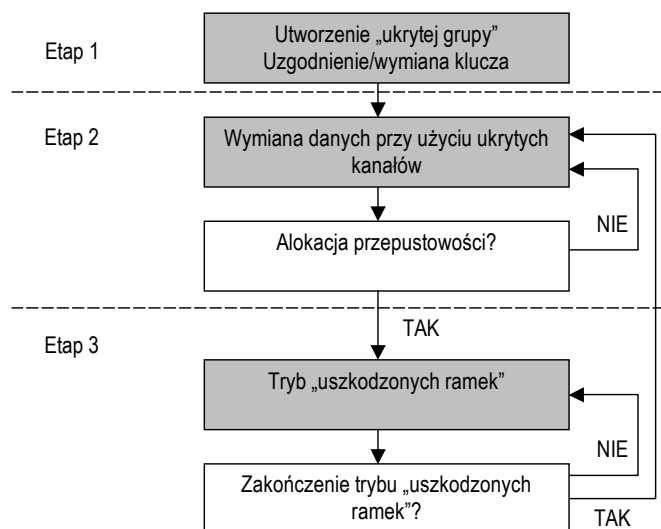 Etap 1
Utworzenie „ukrytej grupy”
Uzgodnienie/wymiana klucza
Etap 2
Wymiana danych przy użyciu ukrytych
kanałów
NIE
Alokacja przepustowości?
TAK
Etap 3
Tryb „uszkodzonych ramek”
NIE
Zakończenie trybu „uszkodzonych
ramek”?
TAK